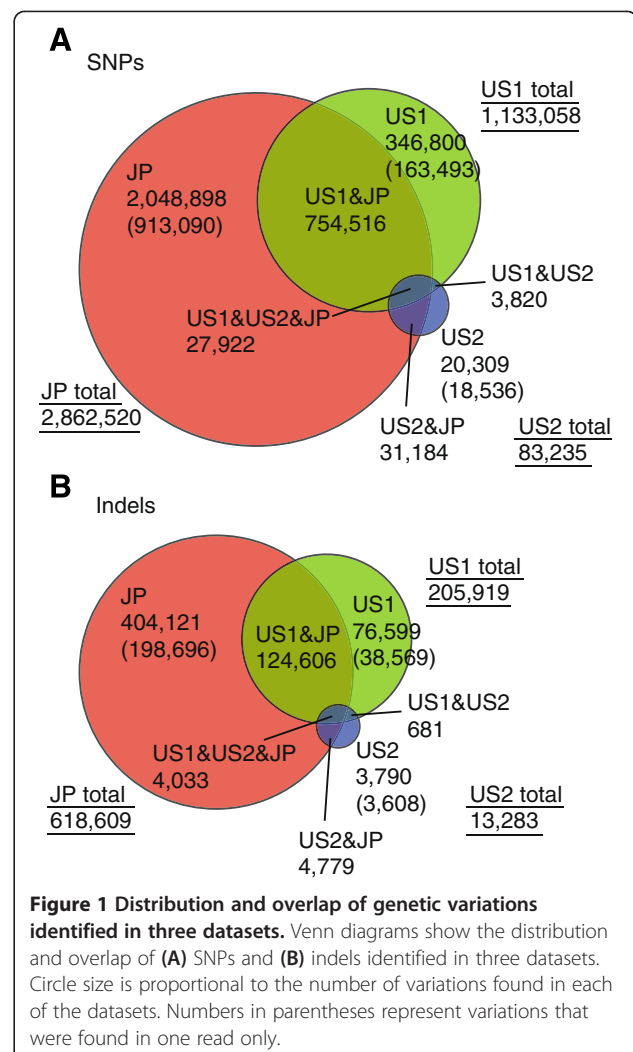 A
SNPs
US1 total
1,133,058
US1
346,800
(163,493)
JP
2,048,898
(913,090)
US1&JP
754,516
US1&US2
3,820
US1&US2&JP
27,922
US2
20,309
(18,536)
JP total
2,862,520
US2&JP
31,184
US2 total
83,235
B
Indels
US1 total
205,919
JP
404,121
(198,696)
US1
76,599
(38,569)
US1&JP
124,606
US1&US2
681
US1&US2&JP
4,033
US2
3,790
(3,608)
JP total
618,609
US2 total
13,283
US2&JP
4,779
Figure 1 Distribution and overlap of genetic variations
identified in three datasets. Venn diagrams show the distribution
and overlap of (A) SNPs and (B) indels identified in three datasets.
Circle size is proportional to the number of variations found in each
of the datasets. Numbers in parentheses represent variations that
were found in one read only.